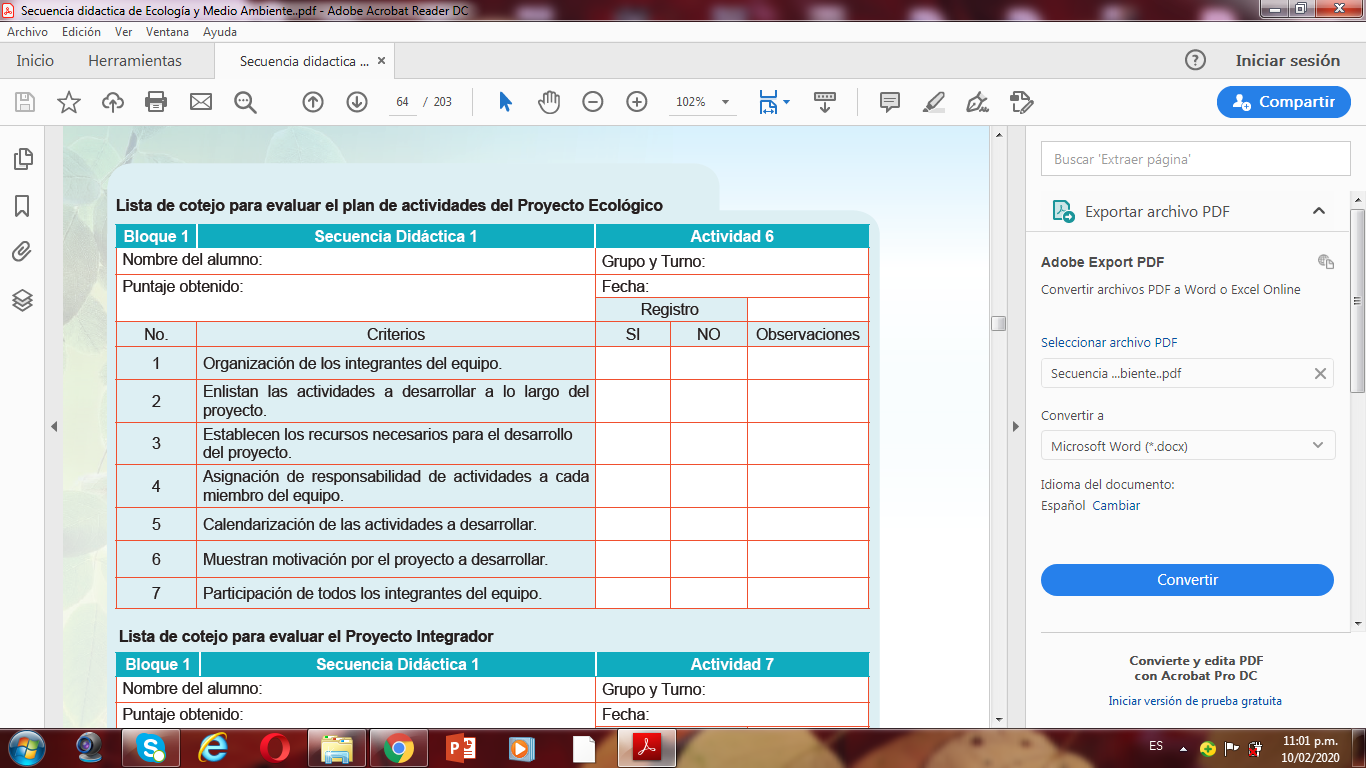 Secuencia didactica de Ecología y Medio Ambiente..pdf - Adobe Acrobat Reader DC
Archivo Edición Ver Ventana Ayuda
Inicio Herramientas Secuencia didactica ... × ? Iniciar sesión
64 / 203 102% Compartir
Lista de cotejo para evaluar el plan de actividades del Proyecto Ecológico
Bloque 1 Secuencia Didáctica 1 Actividad 6
Nombre del alumno: Grupo y Turno:
Puntaje obtenido: Fecha:
Registro
No. Criterios SI NO Observaciones
1 Organización de los integrantes del equipo.
2 Enlistan las actividades a desarrollar a lo largo del
proyecto.
3 Establecen los recursos necesarios para el desarrollo
del proyecto.
4 Asignación de responsabilidad de actividades a cada
miembro del equipo.
5 Calendarización de las actividades a desarrollar.
6 Muestran motivación por el proyecto a desarrollar.
7 Participación de todos los integrantes del equipo.
Lista de cotejo para evaluar el Proyecto Integrador
Bloque 1 Secuencia Didáctica 1 Actividad 7
Nombre del alumno: Grupo y Turno:
Puntaje obtenido: Fecha:
Buscar 'Extraer página'
Exportar archivo PDF
Adobe Export PDF
Convertir archivos PDF a Word o Excel Online
Seleccionar archivo PDF
Secuencia ...biente..pdf
Convertir a
Microsoft Word (*.docx)
Idioma del documento:
Español Cambiar
Convertir
Convierte y edita PDF
con Acrobat Pro DC
Iniciar versión de prueba gratuita
ES 11:01 p.m.
10/02/2020